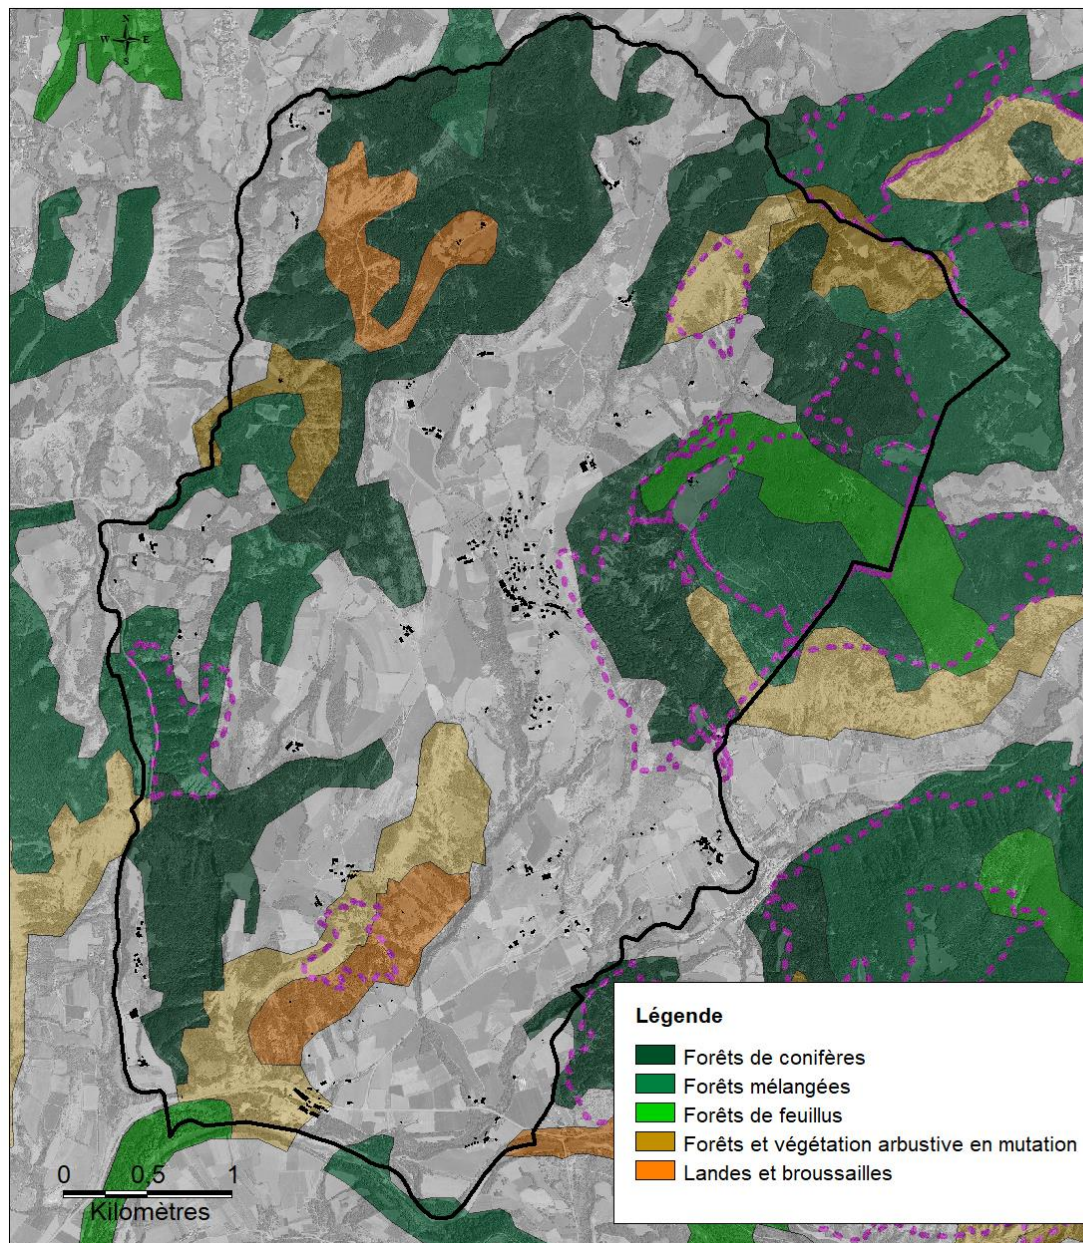 N
W E
S
Légende
Forêts de conifères
Forêts mélangées
Forêts de feuillus
Forêts et végétation arbustive en mutation
Landes et broussailles
0 0,5 1
Kilomètres